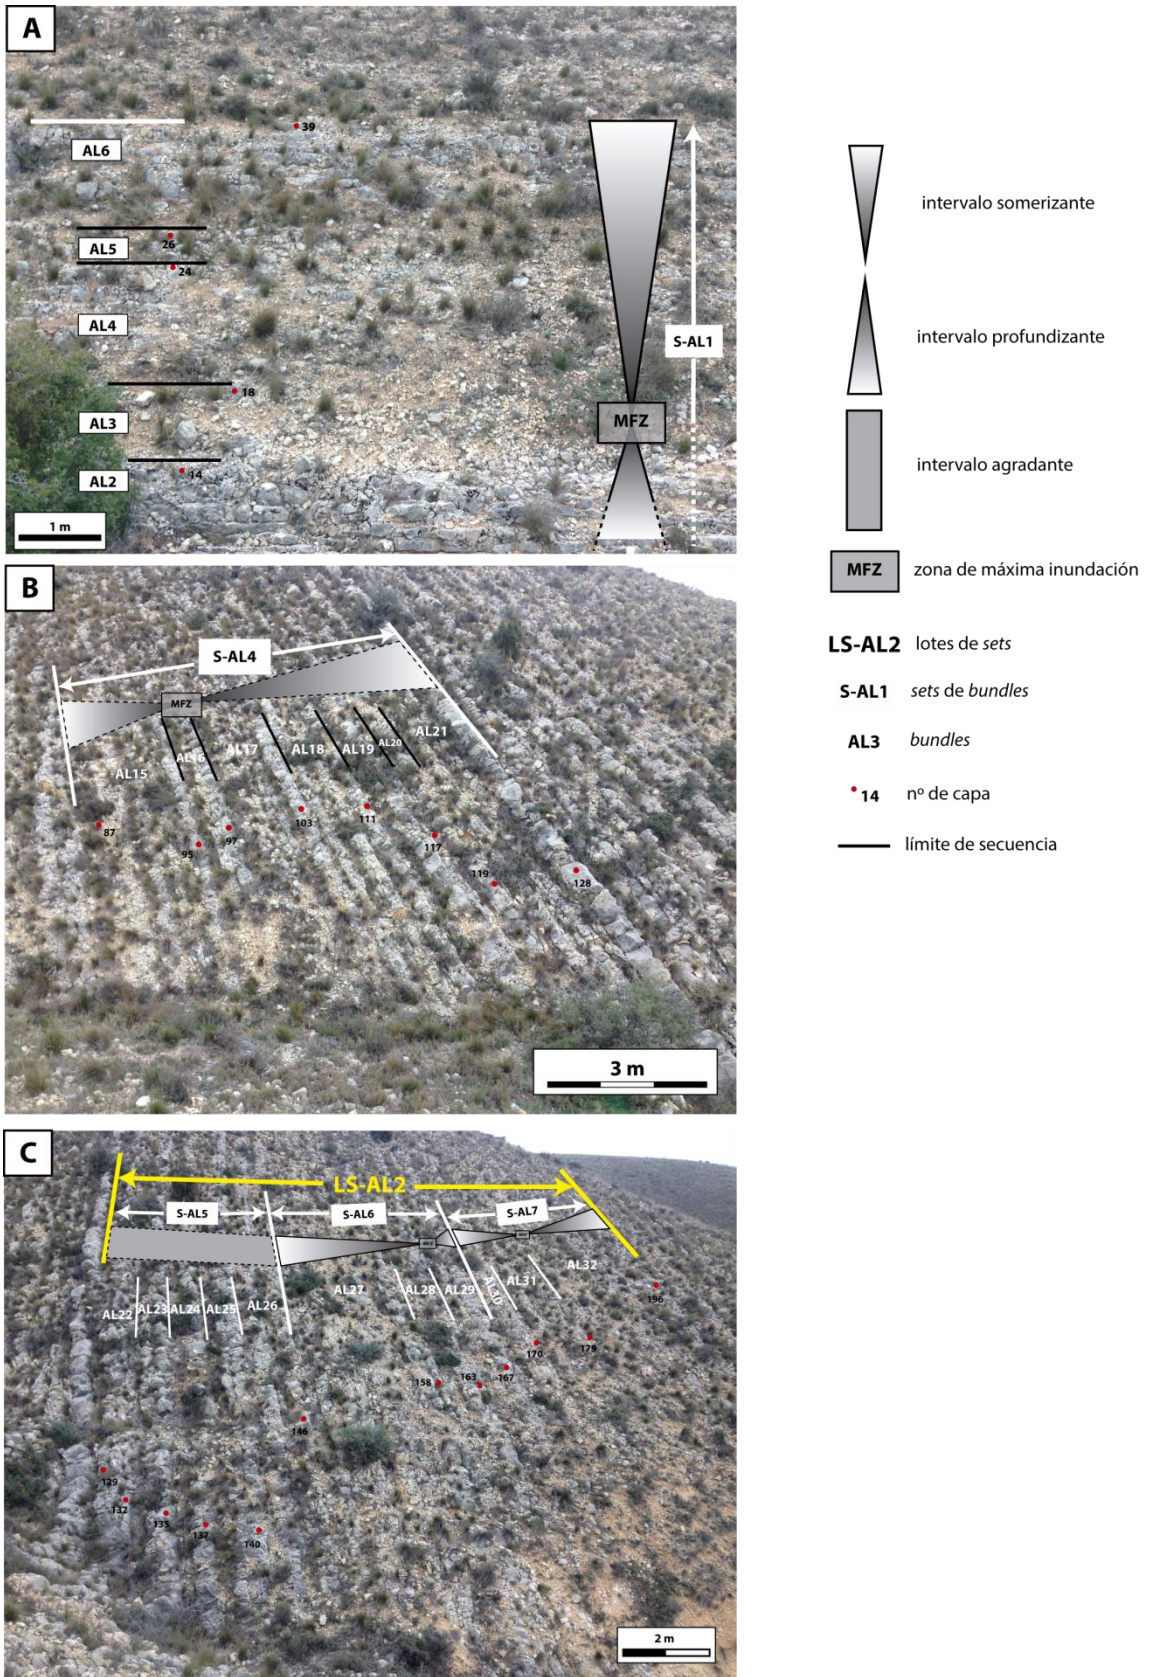 A
39
AL6
26
AL5
24
AL4
S-AL1
18
MFZ
AL3
14
AL2
1 m
intervalo somerizante
intervalo profundizante
intervalo agradante
MFZ zona de máxima inundación
LS-AL2 lotes de sets
S-AL1 sets de bundles
AL3 bundles
14 nº de capa
límite de secuencia
B
S-AL4
MFZ
AL15 AL16 AL17 AL18 AL19 AL20 AL21
87
95
97
103
111
117
119
128
3 m
C
LS-AL2
S-AL5 S-AL6 S-AL7
MFZ
MFZ
AL22 AL23 AL24 AL25 AL26 AL27 AL28 AL29 AL30 AL31 AL32
196
179
170
167
163
158
146
129
132
135
137
140
2 m